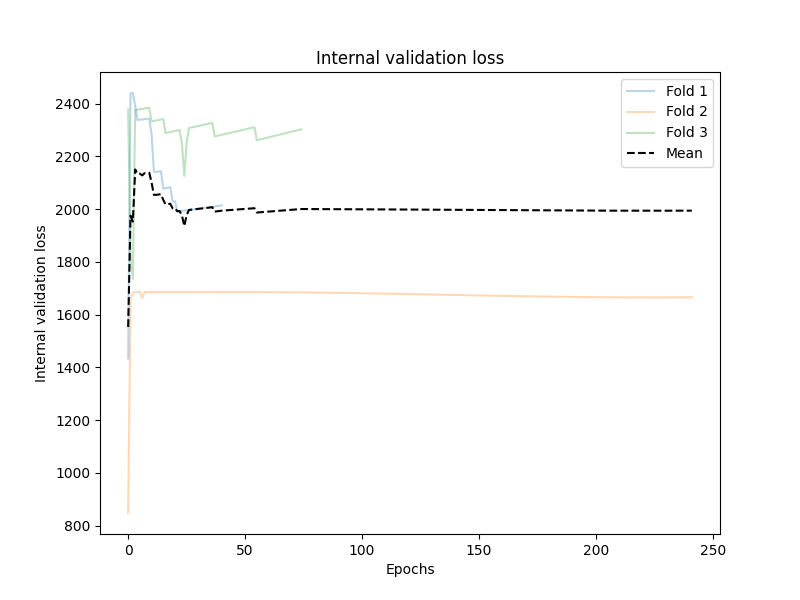 Internal validation loss
Fold 1
Fold 2
Fold 3
Mean
Internal validation loss
2400
2200
2000
1800
1600
1400
1200
1000
800
0 50 100 150 200 250
Epochs